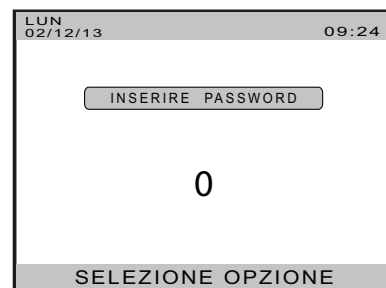 LUN
02/12/13 09:24
INSERIRE PASSWORD
0
SELEZIONE OPZIONE